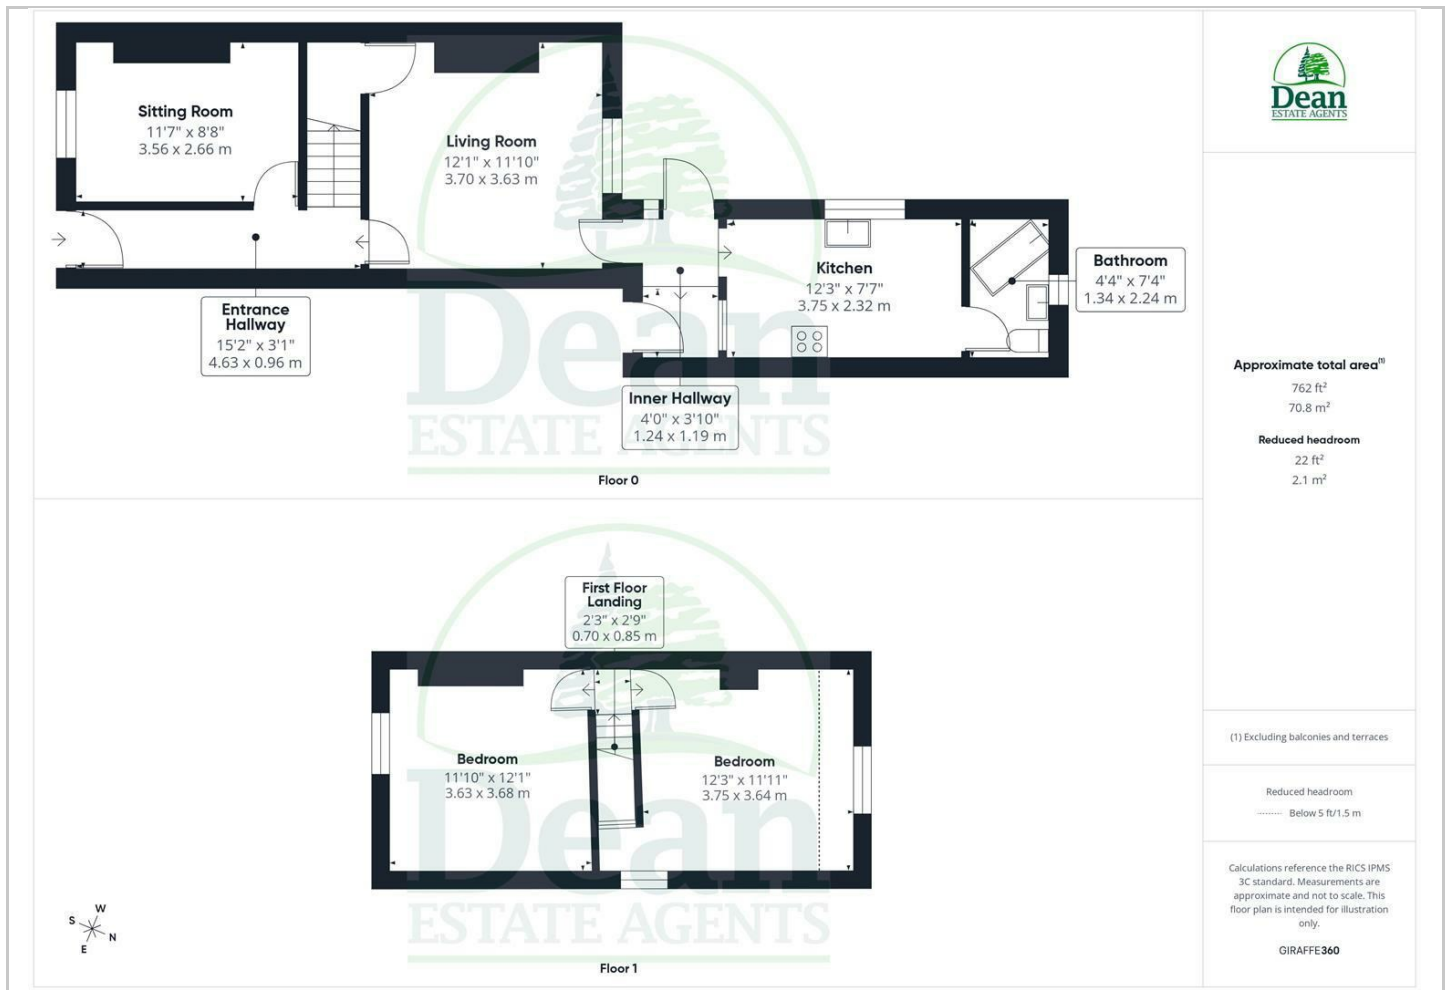 Sitting Room
11'7" x 8'8"
3.56 x 2.66 m
Living Room
12'1" x 11'10"
3.70 x 3.63 m
Kitchen
12'3" x 7'7"
3.75 x 2.32 m
Bathroom
4'4" x 7'4"
1.34 x 2.24 m
Entrance
Hallway
15'2" x 3'1"
4.63 x 0.96 m
Inner Hallway
4'0" x 3'10"
1.24 x 1.19 m
Dean
ESTATE AGENTS
Floor 0
First Floor
Landing
2'3" x 2'9"
0.70 x 0.85 m
Bedroom
11'10" x 12'1"
3.63 x 3.68 m
Bedroom
12'3" x 11'11"
3.75 x 3.64 m
Dean
ESTATE AGENTS
Floor 1
W
S
N
E
Dean
ESTATE AGENTS
Approximate total area(1)
762 ft²
70.8 m²
Reduced headroom
22 ft²
2.1 m²
(1) Excluding balconies and terraces
Reduced headroom
Below 5 ft/1.5 m
Calculations reference the RICS IPMS
3C standard. Measurements are
approximate and not to scale. This
floor plan is intended for illustration
only.
GIRAFFE360